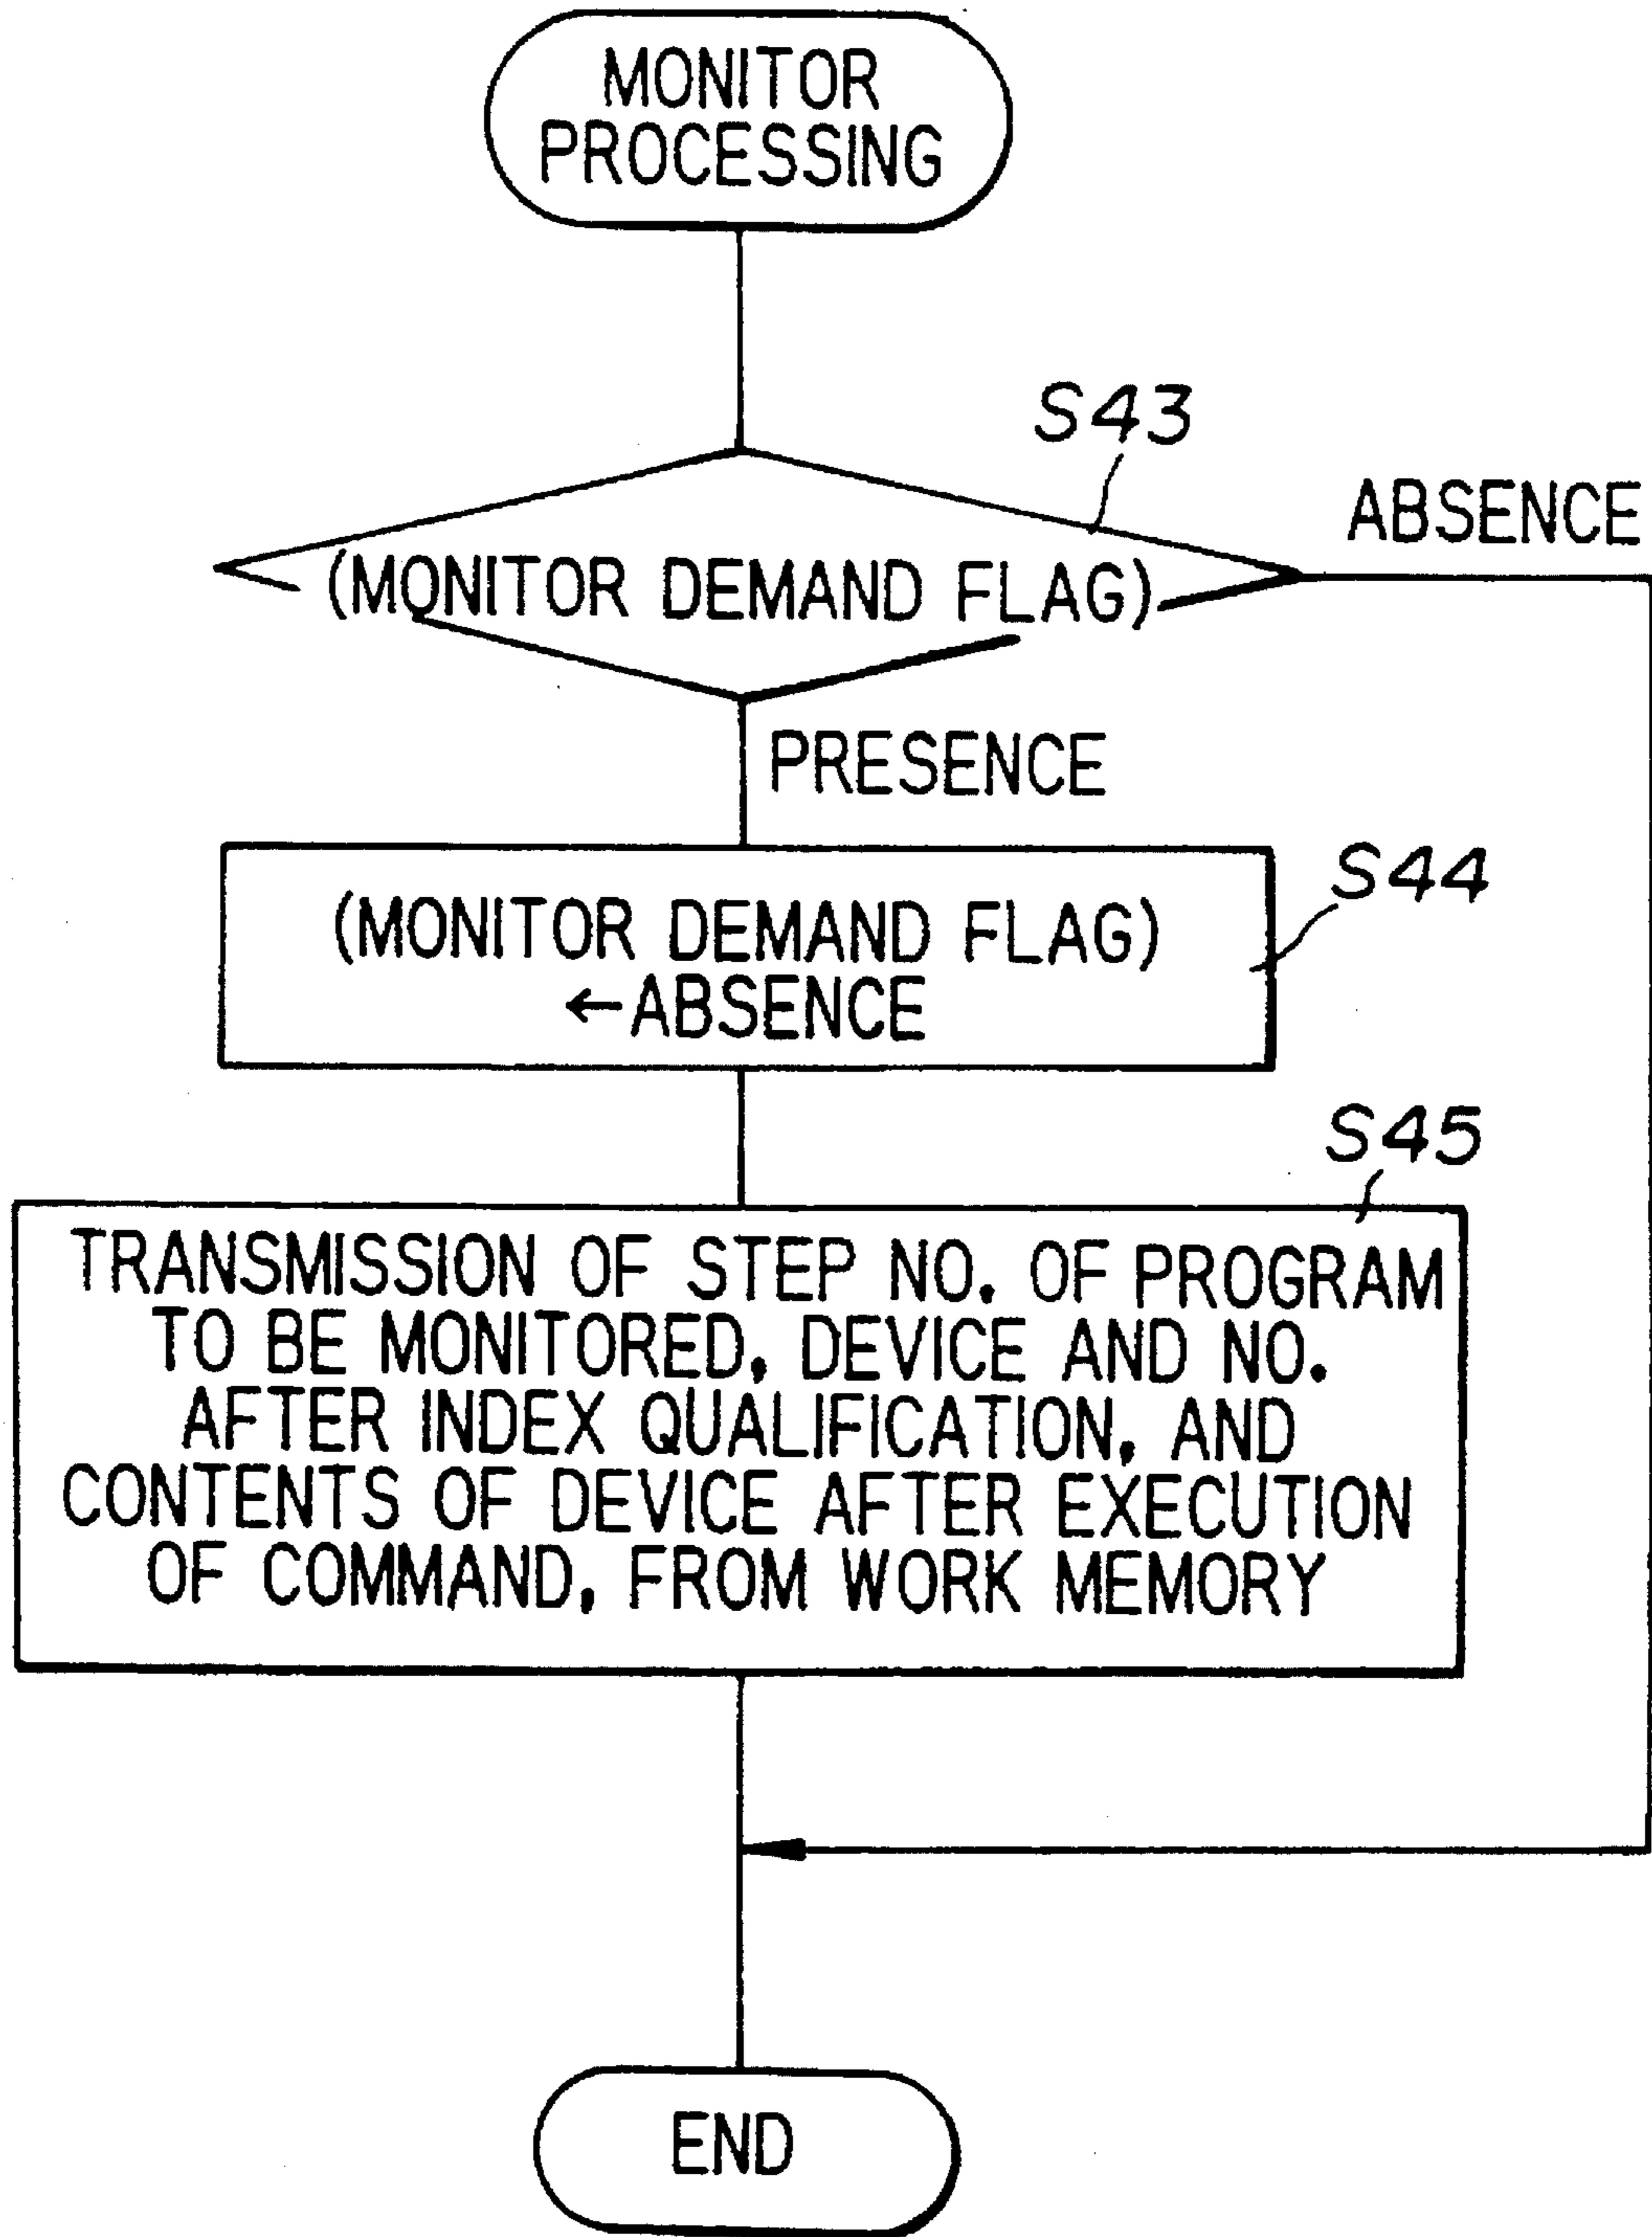 MONITOR
PROCESSING
S43
ABSENCE
(MONITOR DEMAND FLAG)
PRESENCE
S44
(MONITOR DEMAND FLAG)
←ABSENCE
S45
TRANSMISSION OF STEP NO. OF PROGRAM
TO BE MONITORED, DEVICE AND NO.
AFTER INDEX QUALIFICATION, AND
CONTENTS OF DEVICE AFTER EXECUTION
OF COMMAND, FROM WORK MEMORY
END